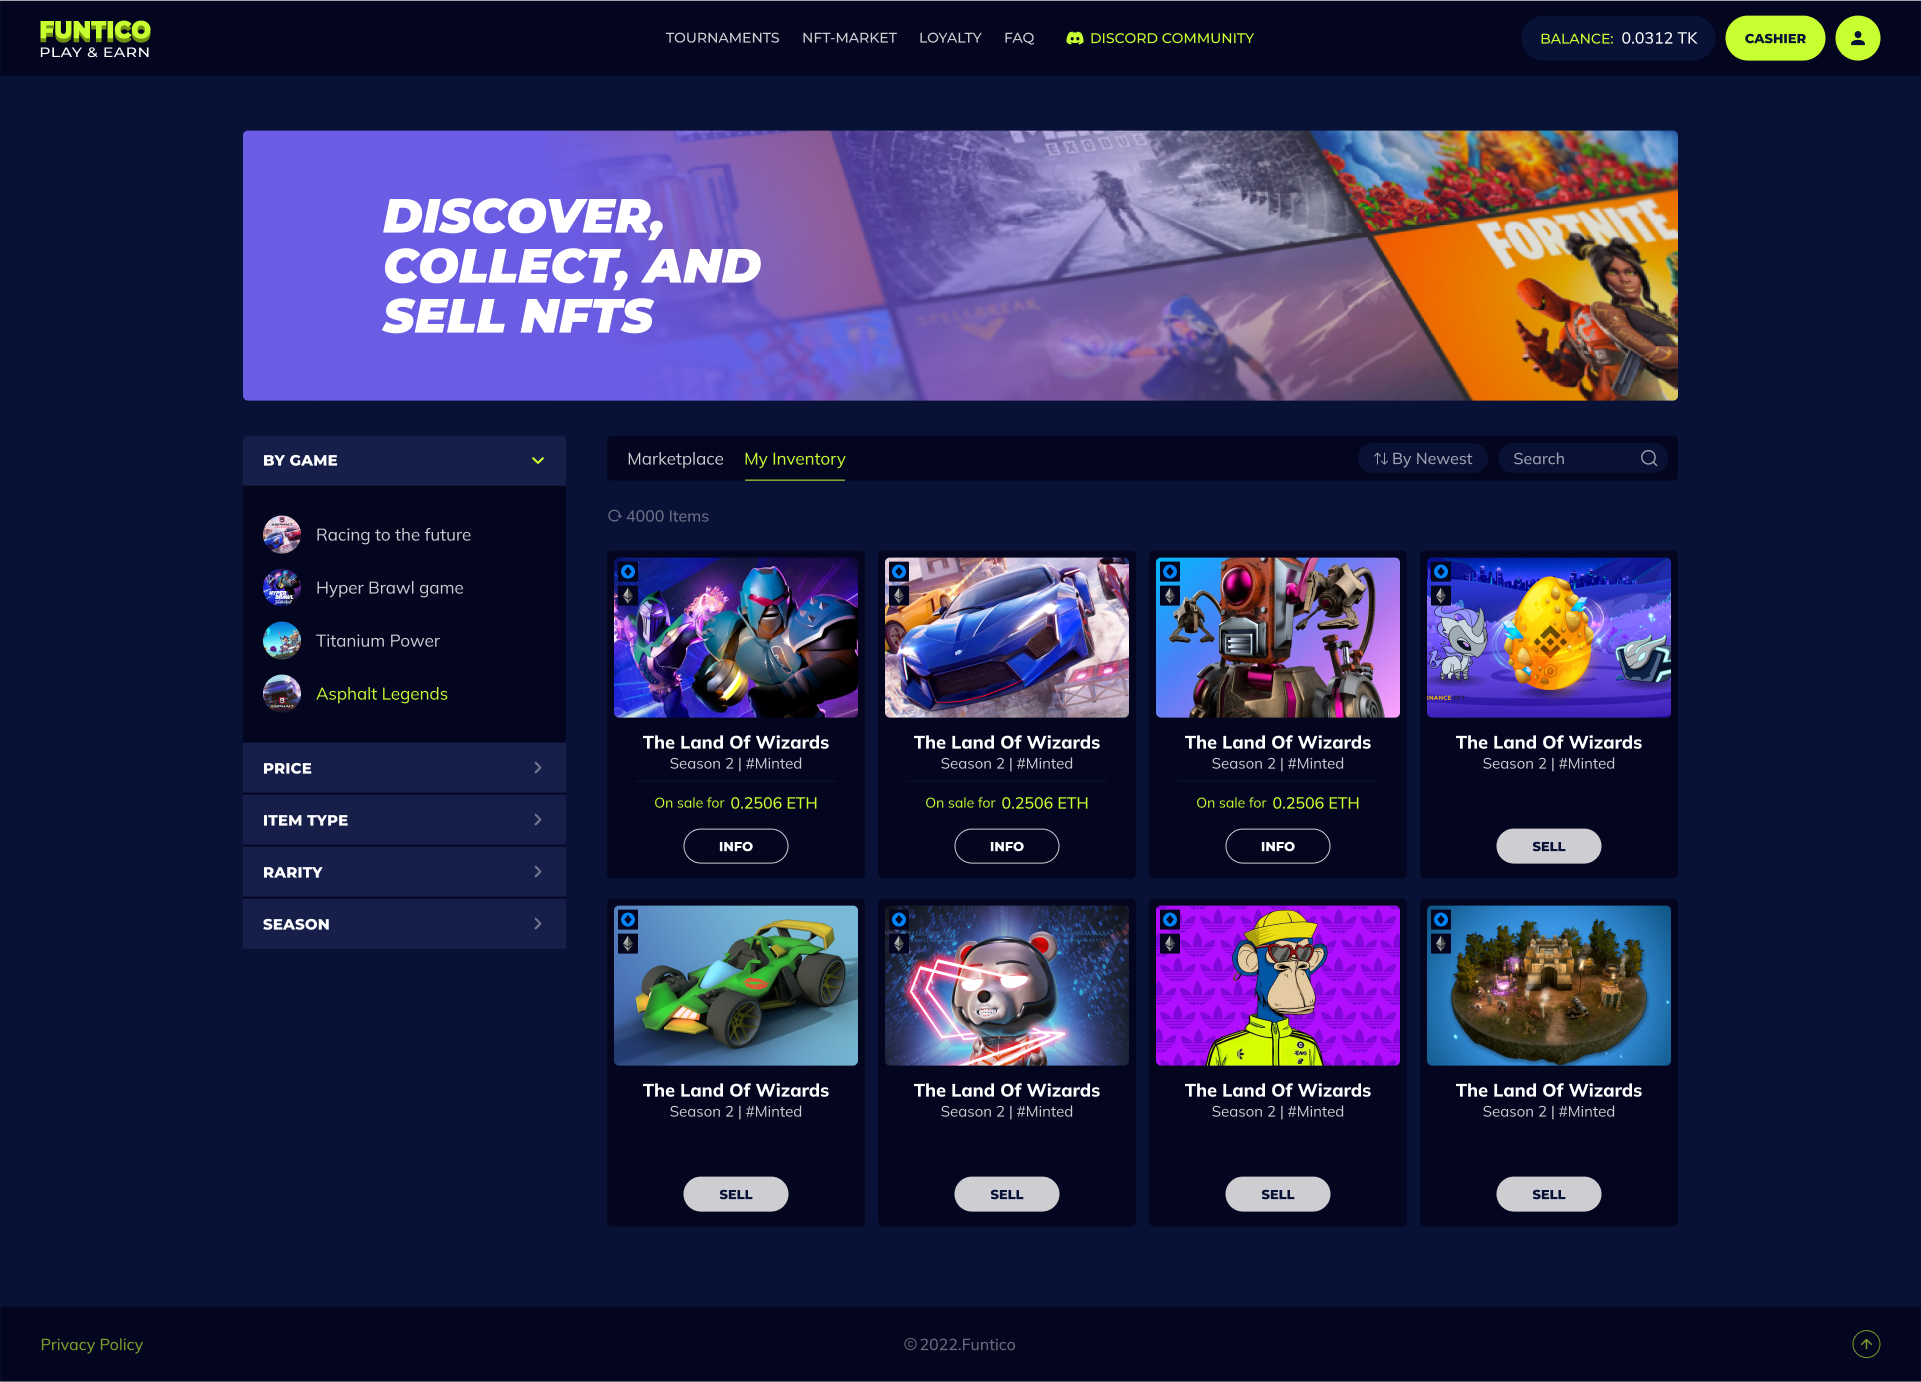 FUNTICO
PLAY & EARN
TOURNAMENTS NFT-MARKET LOYALTY FAQ DISCORD COMMUNITY
BALANCE: 0.0312 TK CASHIER
EXODUS
FORTNITE
SPELLBREAK
DISCOVER,
COLLECT, AND
SELL NFTS
BY GAME
Racing to the future
Hyper Brawl game
Titanium Power
Asphalt Legends
PRICE
ITEM TYPE
RARITY
SEASON
Marketplace My Inventory By Newest Search
4000 Items
The Land Of Wizards
Season 2 | #Minted
On sale for 0.2506 ETH
INFO
The Land Of Wizards
Season 2 | #Minted
On sale for 0.2506 ETH
INFO
The Land Of Wizards
Season 2 | #Minted
On sale for 0.2506 ETH
INFO
INANCE
The Land Of Wizards
Season 2 | #Minted
SELL
The Land Of Wizards
Season 2 | #Minted
SELL
The Land Of Wizards
Season 2 | #Minted
SELL
The Land Of Wizards
Season 2 | #Minted
SELL
The Land Of Wizards
Season 2 | #Minted
SELL
Privacy Policy
© 2022.Funtico